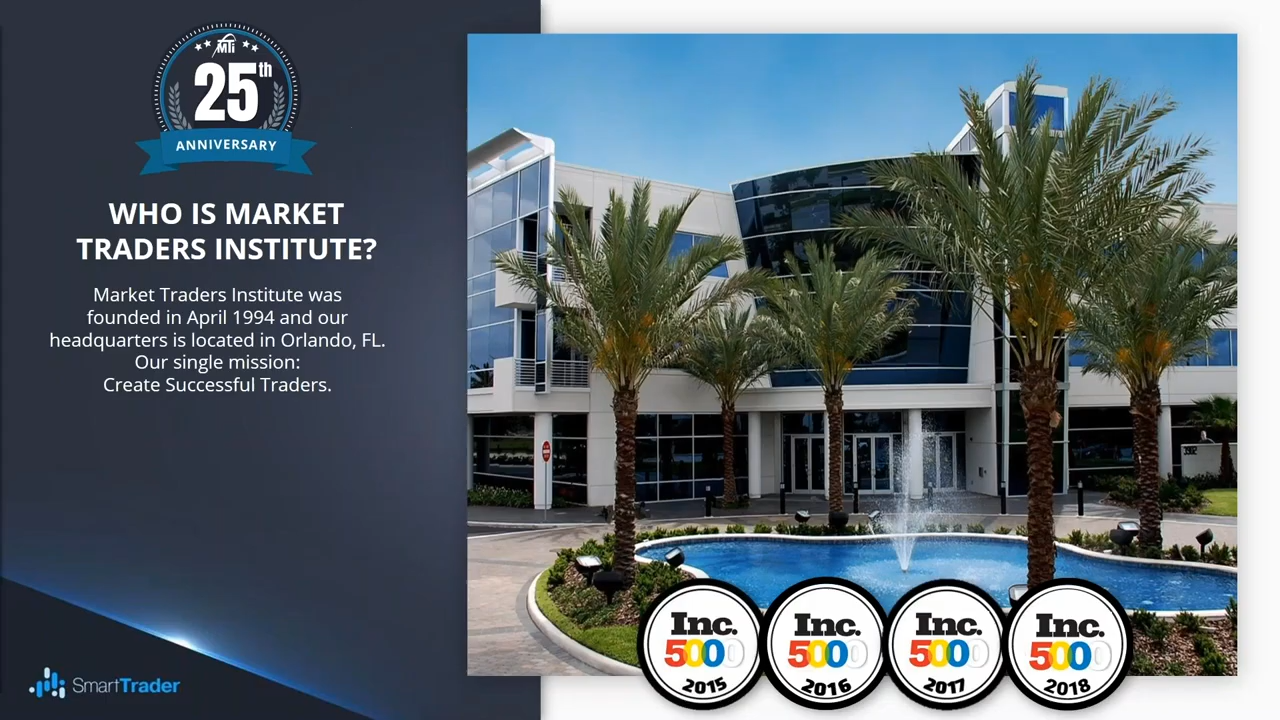 MTi
25th
ANNIVERSARY
WHO IS MARKET
TRADERS INSTITUTE?
Market Traders Institute was
founded in April 1994 and our
headquarters is located in Orlando, FL.
Our single mission:
Create Successful Traders.
SmartTrader
Inc.
5000
2015
Inc.
5000
2016
Inc.
5000
2017
Inc.
5000
2018